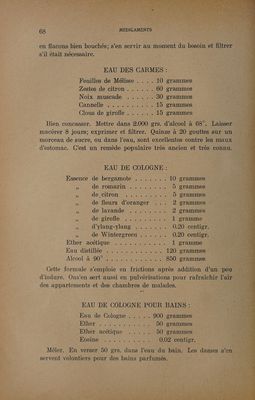 68 MEDICAMENTS
en flacons bien bouchés; s'en servir au moment du besoin et filtrer
s'il était nécessaire.
EAU DES CARMES :
Feuilles de Mélisse . . . . 10 grammes
Zestes de citron . . . . . . 60 grammes
Noix muscade . . . . . . 30 grammes
Cannelle . . . . . . . . . . 15 grammes
Clous de girofle . . . . . . 15 grammes
Bien concasser. Mettre dans 2.000 grs. d'alcool à 68°. Laisser
macérer 8 jours; exprimer et filtrer. Quinze à 20 gouttes sur un
morceau de sucre, ou dans l'eau, sont excellentes contre les maux
d'estomac. C'est un remède populaire très ancien et très connu.
EAU DE COLOGNE :
Essence de bergamote . . . . . . . 10 grammes
„ de romarin . . . . . . . . 5 grammes
„ de citron . . . . . . . . 5 grammes
„ de fleurs d'oranger . . . 2 grammes
„ de lavande . . . . . . . . 2 grammes
„ de girofle . . . . . . . . 1 gramme
„ d'ylang-ylang . . . . . . 0.20 centigr.
„ de Wintergreen . . . . . 0.20 centigr.
Ether acétique . . . . . . . . . . 1 gramme
Eau distillée . . . . . . . . . . 120 grammes
Alcool à 90° . . . . . . . . . . 850 grammes
Cette formule s'emploie en frictions après addition d'un peu
d'iodure. On s'en sert aussi en pulvérisations pour rafraîchir l'air
des appartements et des chambres de malades.
EAU DE COLOGNE POUR BAINS :
Eau de Cologne . . . . . 900 grammes
Ether . . . . . . . . . . 50 grammes
Ether acétique . . . . . 50 grammes
Eosine . . . . . . . . . . 0.02 centigr.
Mêler. En verser 50 grs. dans l'eau du bain. Les dames s'en
servent volontiers pour des bains parfumés.